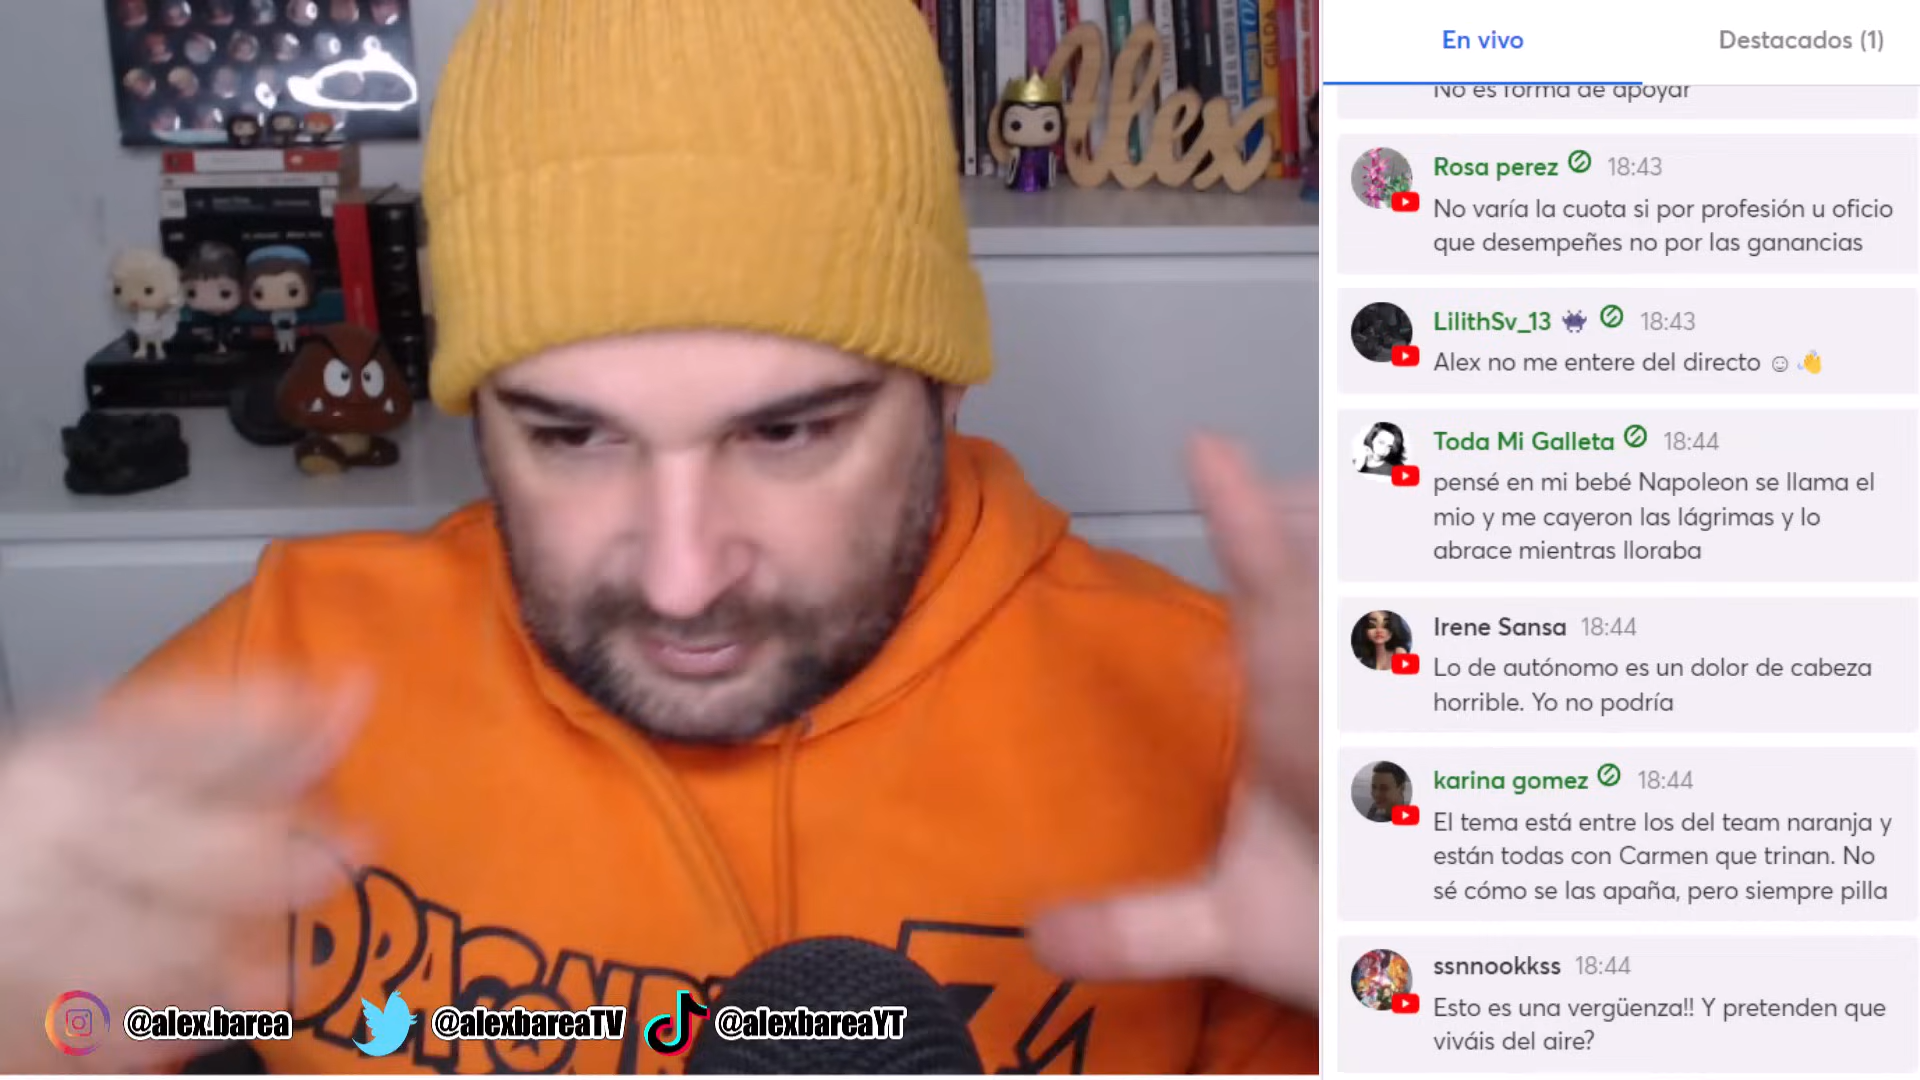 Alex
GILDA
DRAGON
Z
@alex.barea
@alexbareaTV
@alexbareaYT
En vivo
Destacados (1)
No es forma de apoyar
Rosa perez 18:43
No varía la cuota si por profesión u oficio
que desempeñes no por las ganancias
LilithSv_13 18:43
Alex no me entere del directo
Toda Mi Galleta 18:44
pensé en mi bebé Napoleon se llama el
mio y me cayeron las lágrimas y lo
abrace mientras lloraba
Irene Sansa 18:44
Lo de autónomo es un dolor de cabeza
horrible. Yo no podría
karina gomez 18:44
El tema está entre los del team naranja y
están todas con Carmen que trinan. No
sé cómo se las apaña, pero siempre pilla
ssnnookkss 18:44
Esto es una vergüenza!! Y pretenden que
viváis del aire?